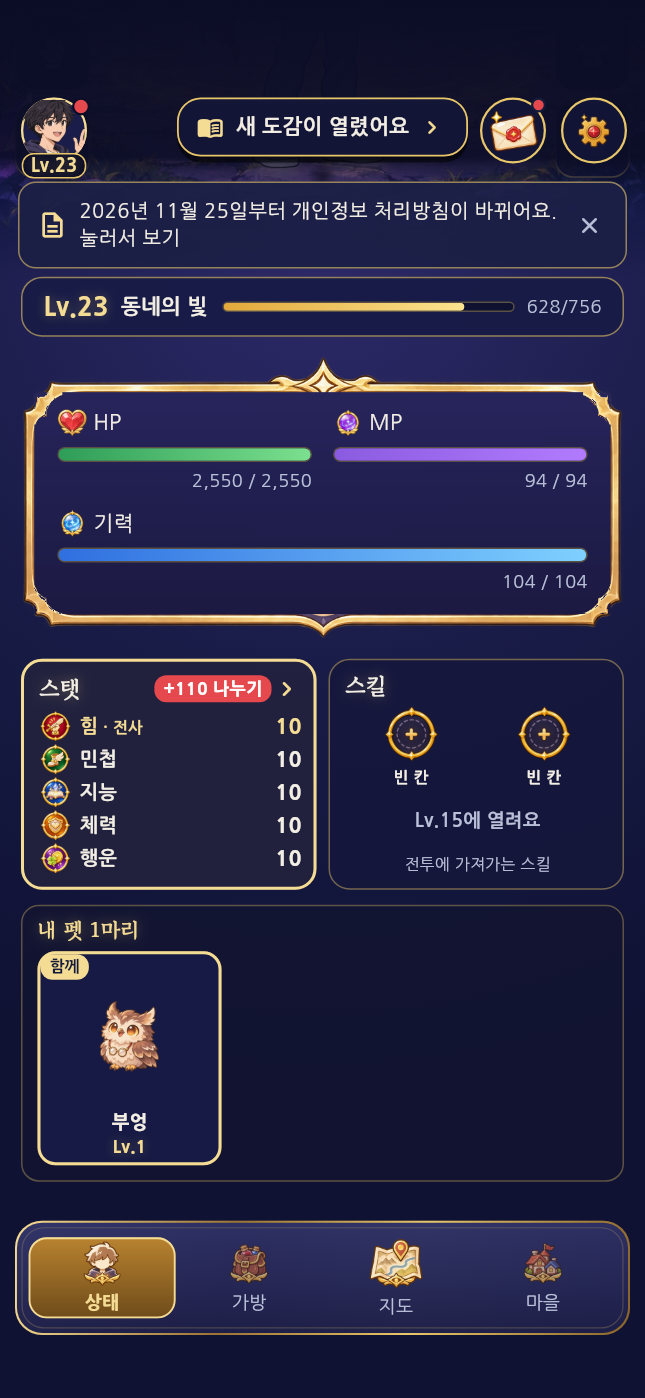 새 도감이 열렸어요
Lv.23
2026년 11월 25일부터 개인정보 처리방침이 바뀌어요.
눌러서 보기
Lv.23 동네의 빛 628/756
HP MP
2,550 / 2,550 94 / 94
기력
104 / 104
스탯 +110 나누기
힘 · 전사 10
민첩 10
지능 10
체력 10
행운 10
스킬
빈 칸 빈 칸
Lv.15에 열려요
전투에 가져가는 스킬
내 펫 1마리
함께
부엉
Lv.1
상태 가방 지도 마을